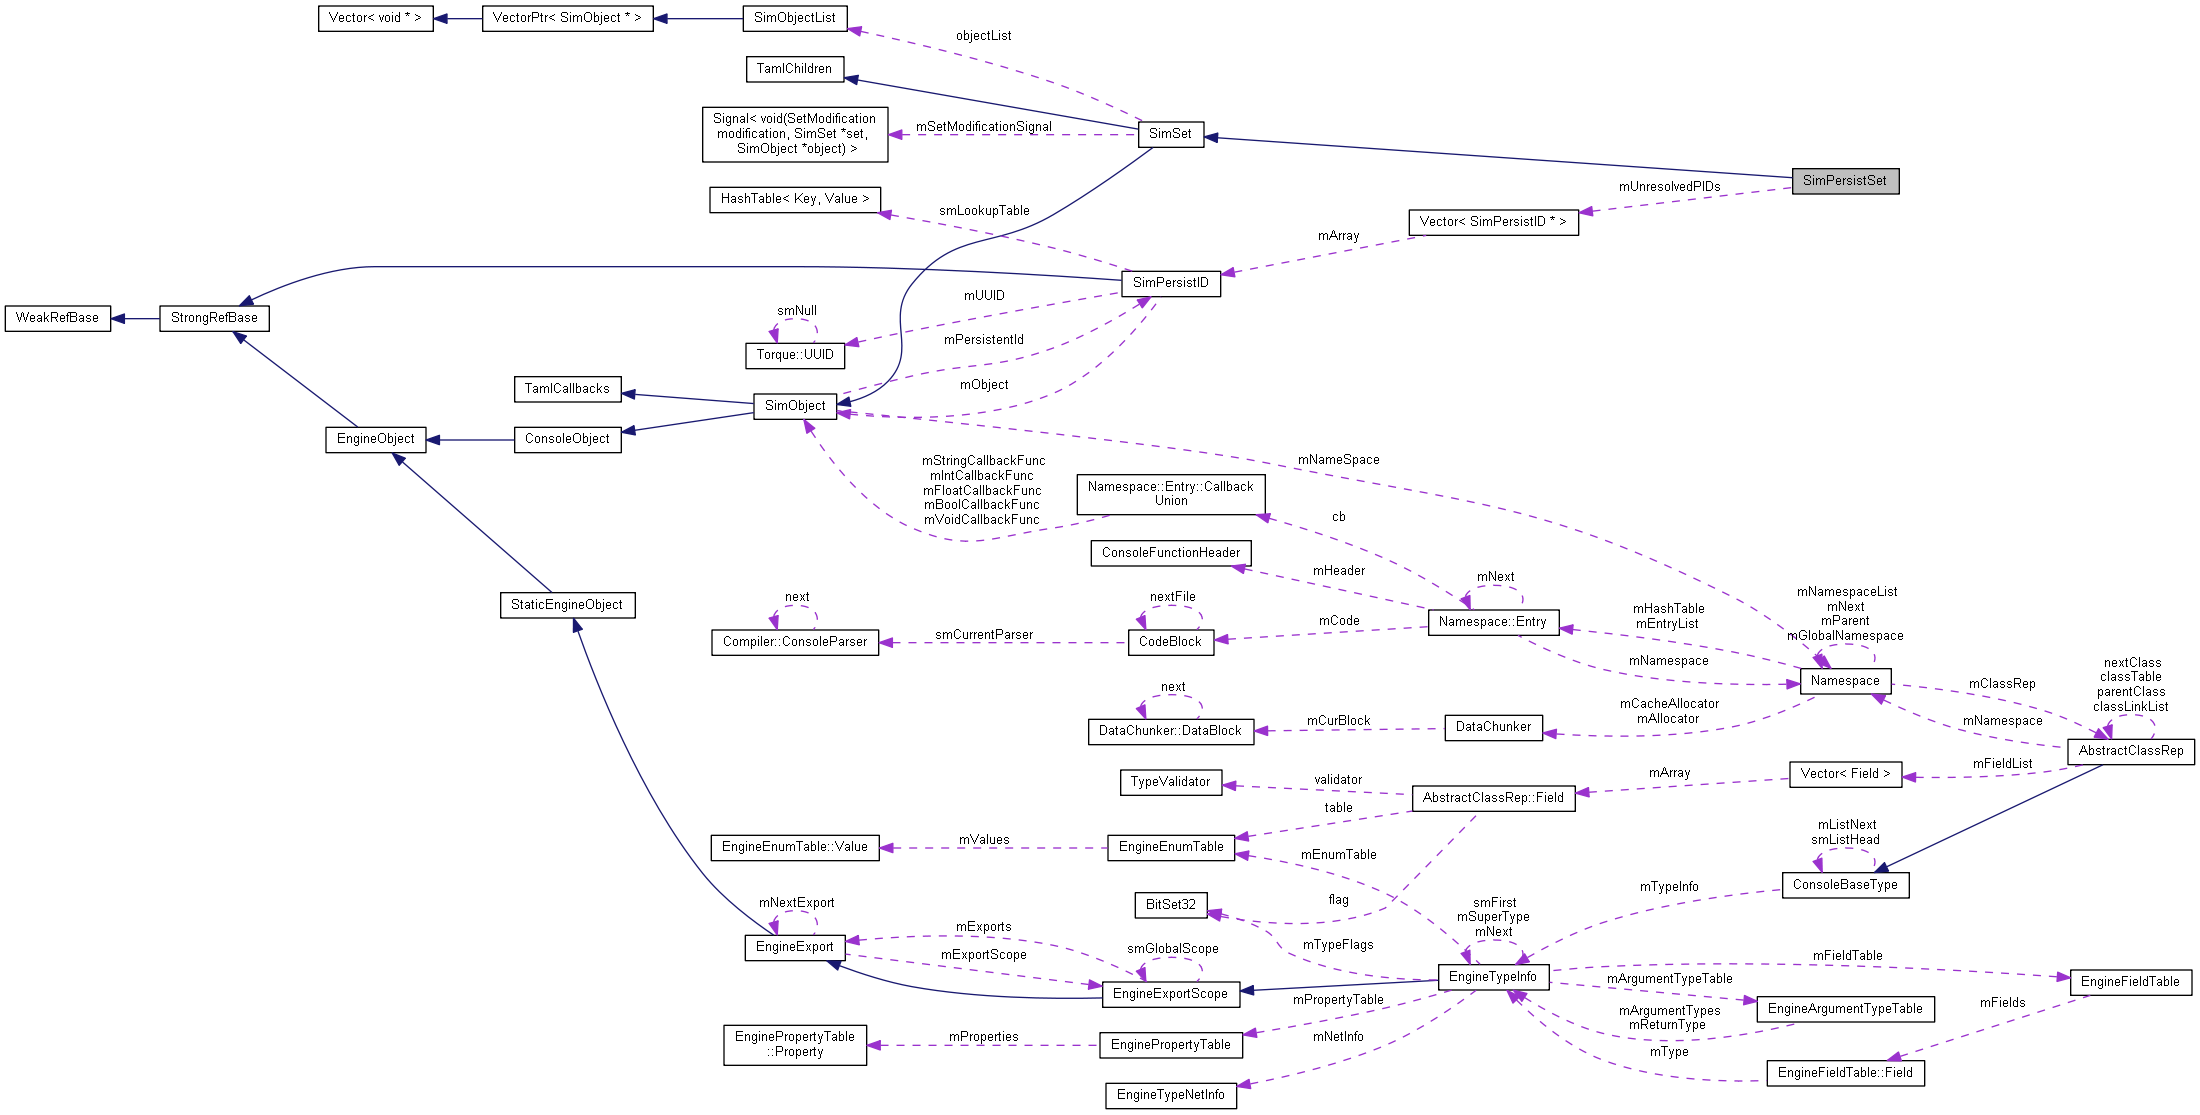 Vector< void * >
VectorPtr< SimObject * >
SimObjectList
objectList
TamlChildren
Signal< void(SetModification
modification, SimSet *set,
SimObject *object) >
mSetModificationSignal
SimSet
SimPersistSet
mUnresolvedPIDs
HashTable< Key, Value >
smLookupTable
Vector< SimPersistID * >
mArray
SimPersistID
WeakRefBase
StrongRefBase
mUUID
smNull
Torque::UUID
mPersistentId
mObject
TamlCallbacks
SimObject
EngineObject
ConsoleObject
mNameSpace
mStringCallbackFunc
mIntCallbackFunc
mFloatCallbackFunc
mBoolCallbackFunc
mVoidCallbackFunc
Namespace::Entry::Callback
Union
cb
ConsoleFunctionHeader
mHeader
mNext
StaticEngineObject
next
Compiler::ConsoleParser
smCurrentParser
nextFile
CodeBlock
mCode
Namespace::Entry
mHashTable
mEntryList
mNamespace
mNamespaceList
mNext
mParent
mGlobalNamespace
Namespace
mClassRep
mNamespace
nextClass
classTable
parentClass
classLinkList
AbstractClassRep
next
DataChunker::DataBlock
mCurBlock
DataChunker
mCacheAllocator
mAllocator
mFieldList
Vector< Field >
mArray
TypeValidator
validator
AbstractClassRep::Field
table
EngineEnumTable::Value
mValues
EngineEnumTable
mEnumTable
mListNext
smListHead
ConsoleBaseType
mTypeInfo
BitSet32
flag
mTypeFlags
mNextExport
EngineExport
mExports
mExportScope
smGlobalScope
EngineExportScope
smFirst
mSuperType
mNext
EngineTypeInfo
mFieldTable
EngineFieldTable
mArgumentTypeTable
EngineArgumentTypeTable
mArgumentTypes
mReturnType
mFields
mType
EngineFieldTable::Field
mPropertyTable
EnginePropertyTable
::Property
mProperties
EnginePropertyTable
mNetInfo
EngineTypeNetInfo